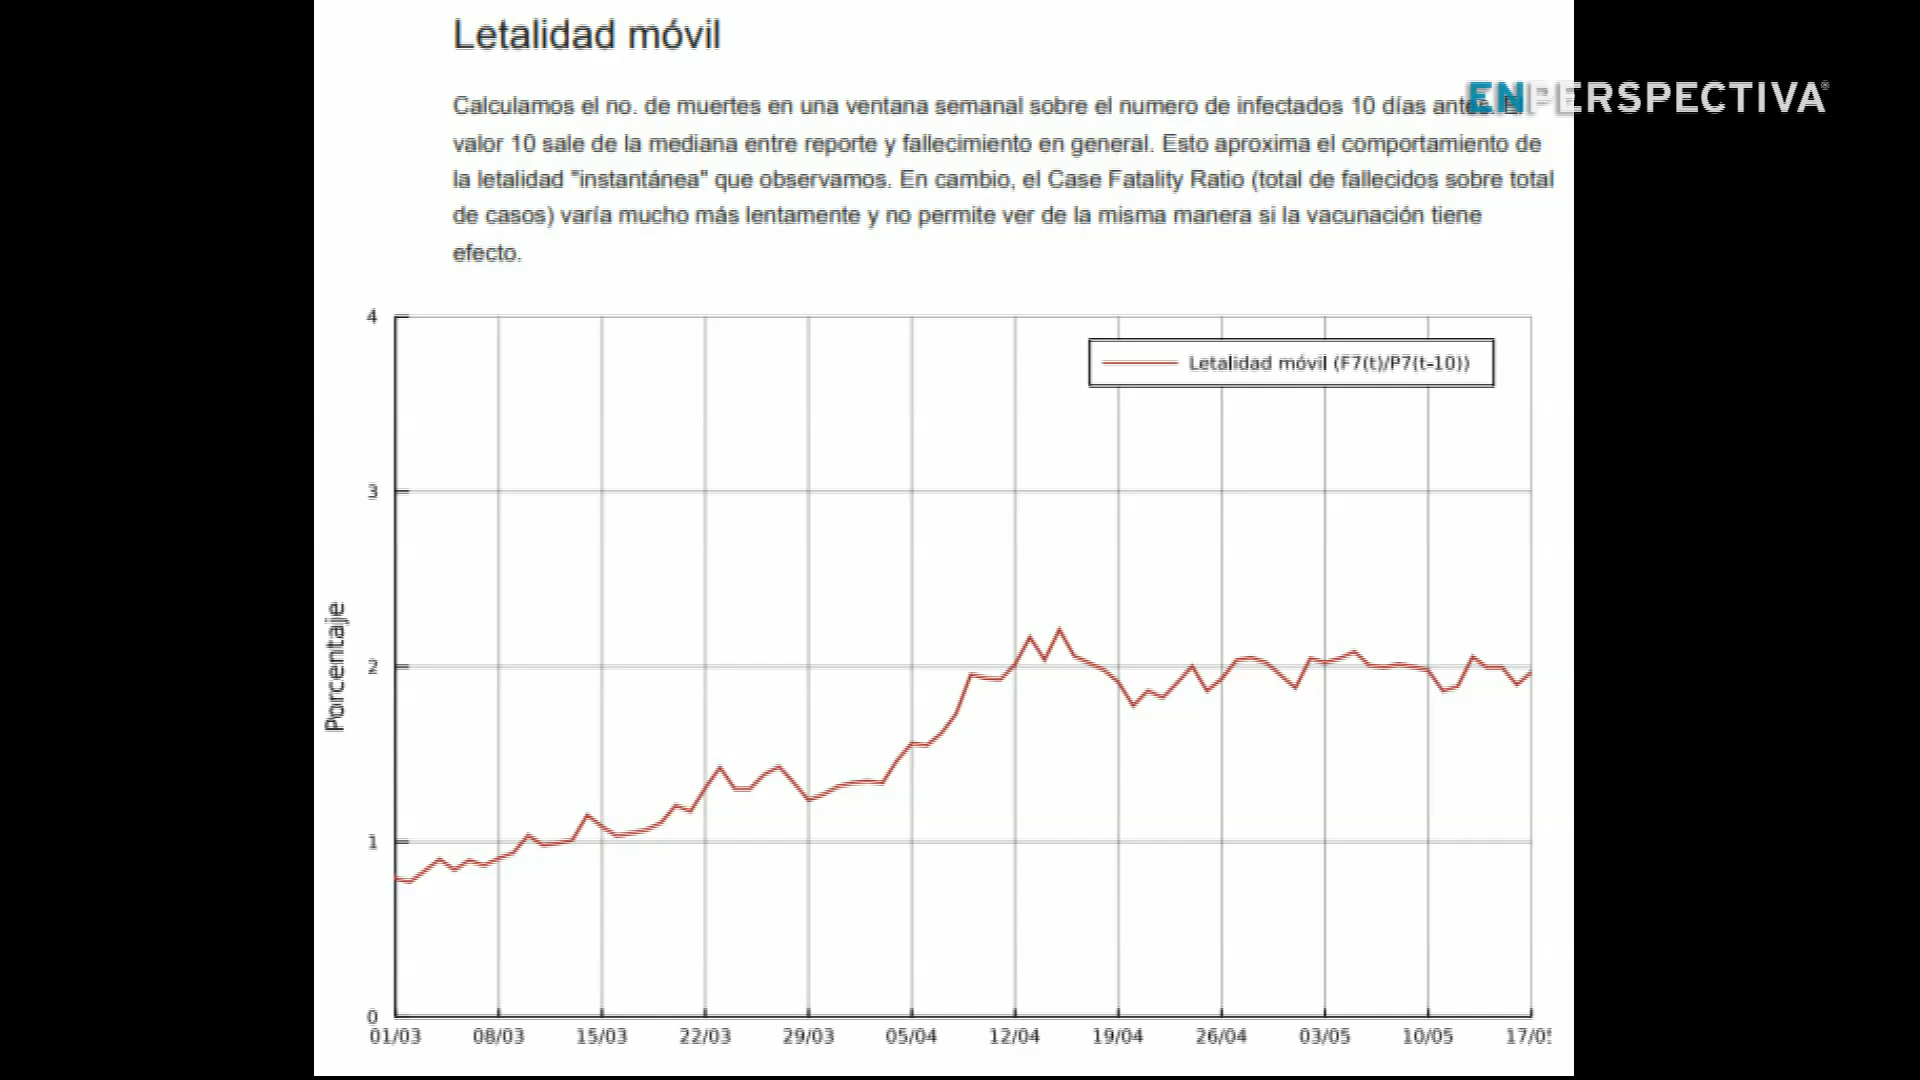 Letalidad móvil
ENPERSPECTIVA
Calculamos el no. de muertes en una ventana semanal sobre el numero de infectados 10 días antes. El
valor 10 sale de la mediana entre reporte y fallecimiento en general. Esto aproxima el comportamiento de
la letalidad "instantánea" que observamos. En cambio, el Case Fatality Ratio (total de fallecidos sobre total
de casos) varía mucho más lentamente y no permite ver de la misma manera si la vacunación tiene
efecto.
4
Letalidad móvil (F7(t)/P7(t-10))
3
Porcentaje
2
1
0
01/03 08/03 15/03 22/03 29/03 05/04 12/04 19/04 26/04 03/05 10/05 17/05